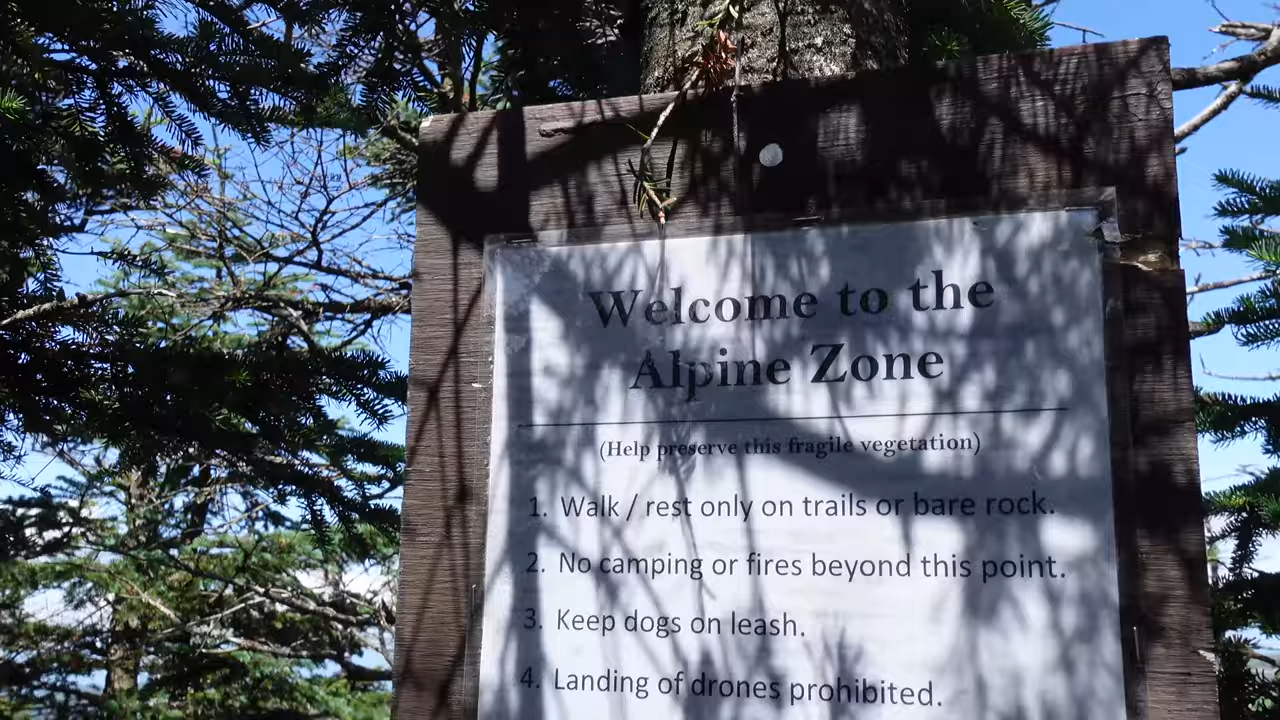 Welcome to the
Alpine Zone
(Help preserve this fragile vegetation)
1. Walk / rest only on trails or bare rock.
2. No camping or fires beyond this point.
3. Keep dogs on leash.
4. Landing of drones prohibited.